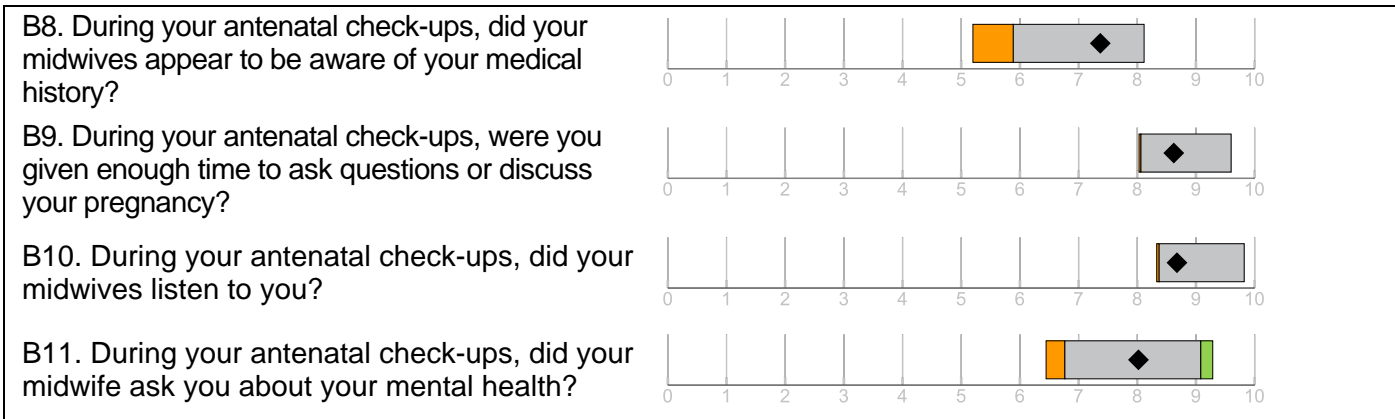 B8. During your antenatal check-ups, did your
midwives appear to be aware of your medical
history?
0 1 2 3 4 5 6 7 8 9 10
B9. During your antenatal check-ups, were you
given enough time to ask questions or discuss
your pregnancy?
0 1 2 3 4 5 6 7 8 9 10
B10. During your antenatal check-ups, did your
midwives listen to you?
0 1 2 3 4 5 6 7 8 9 10
B11. During your antenatal check-ups, did your
midwife ask you about your mental health?
0 1 2 3 4 5 6 7 8 9 10